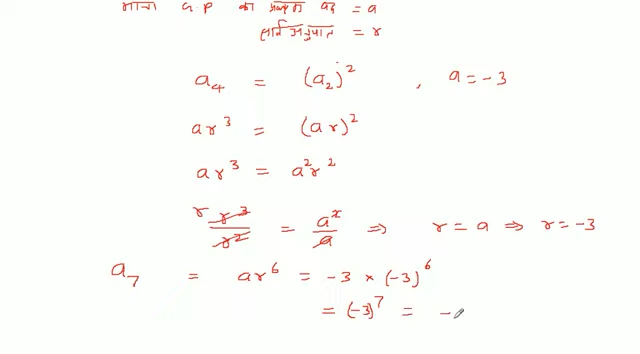 माना G.P का प्रथम पद = a
सार्व अनुपात = r
a₄ = (a₂)² , a = -3
ar³ = (ar)²
ar³ = a²r²
r r³/r² = a²/a ⇒ r = a ⇒ r = -3
a₇ = ar⁶ = -3 × (-3)⁶
= (-3)⁷ = -